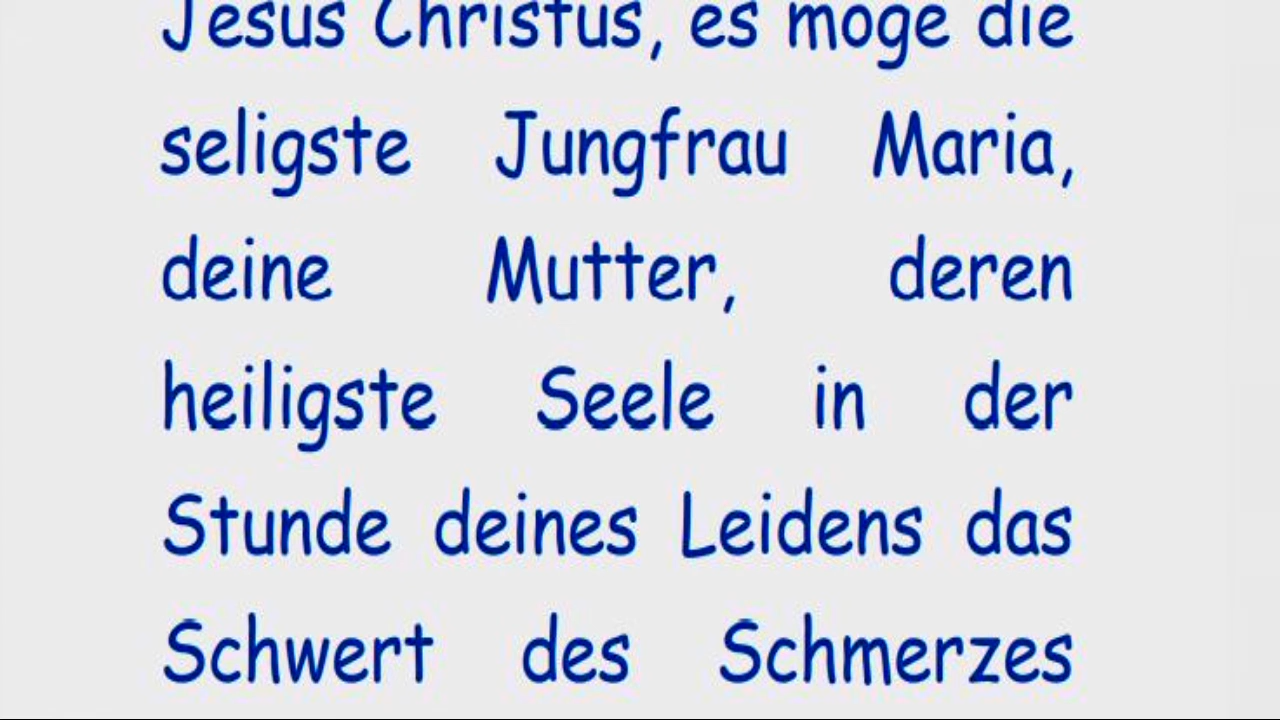 Jesus Christus, es möge die
seligste Jungfrau Maria,
deine Mutter, deren
heiligste Seele in der
Stunde deines Leidens das
Schwert des Schmerzes